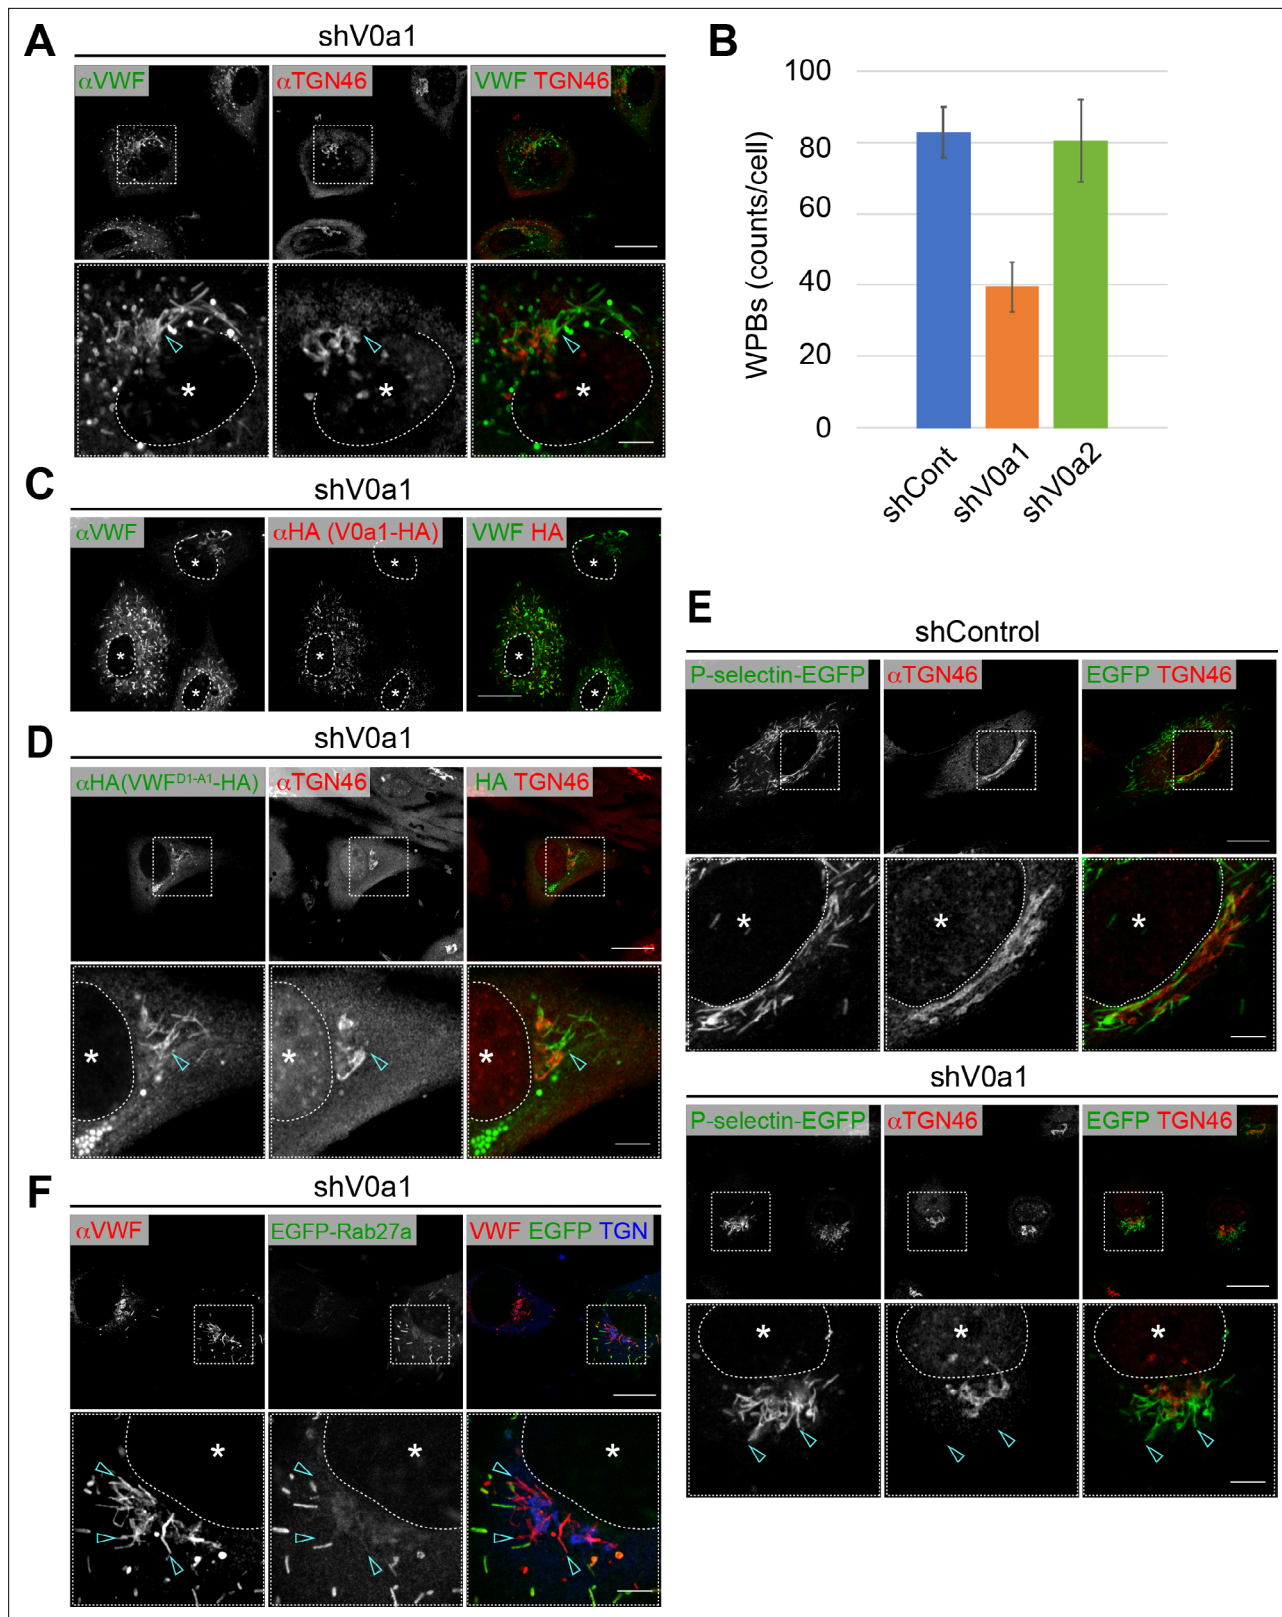 A
shV0a1
αVWF
αTGN46
VWF TGN46
*
*
*
B
WPBs (counts/cell)
100
80
60
40
20
0
shCont
shV0a1
shV0a2
C
shV0a1
αVWF
αHA (V0a1-HA)
VWF HA
*
*
*
*
*
*
*
*
*
D
shV0a1
αHA(VWF^D1-A1-HA)
αTGN46
HA TGN46
*
*
*
E
shControl
P-selectin-EGFP
αTGN46
EGFP TGN46
*
*
*
shV0a1
P-selectin-EGFP
αTGN46
EGFP TGN46
*
*
*
F
shV0a1
αVWF
EGFP-Rab27a
VWF EGFP TGN
*
*
*